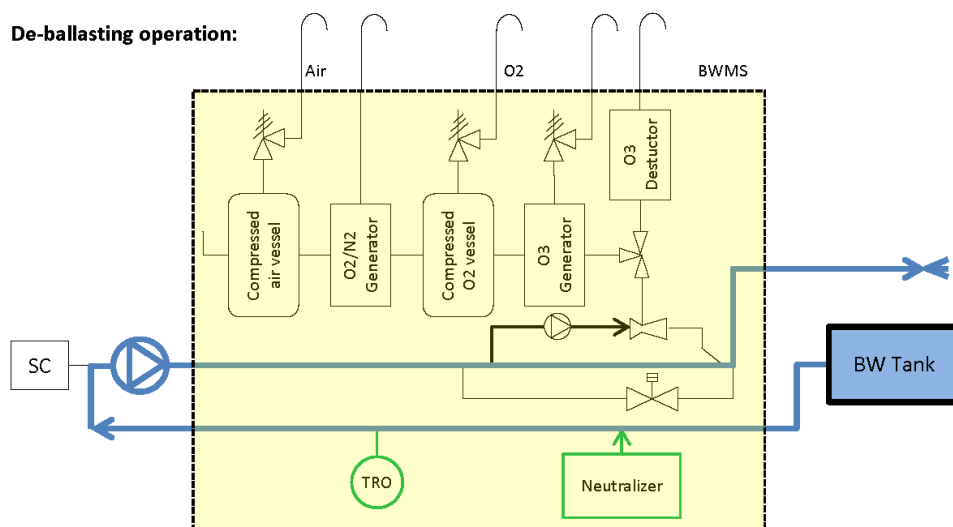 De-ballasting operation:
Air
O2
BWMS
O3
Destuctor
Compressed
air vessel
O2/N2
Generator
Compressed
O2 vessel
O3
Generator
SC
BW Tank
TRO
Neutralizer